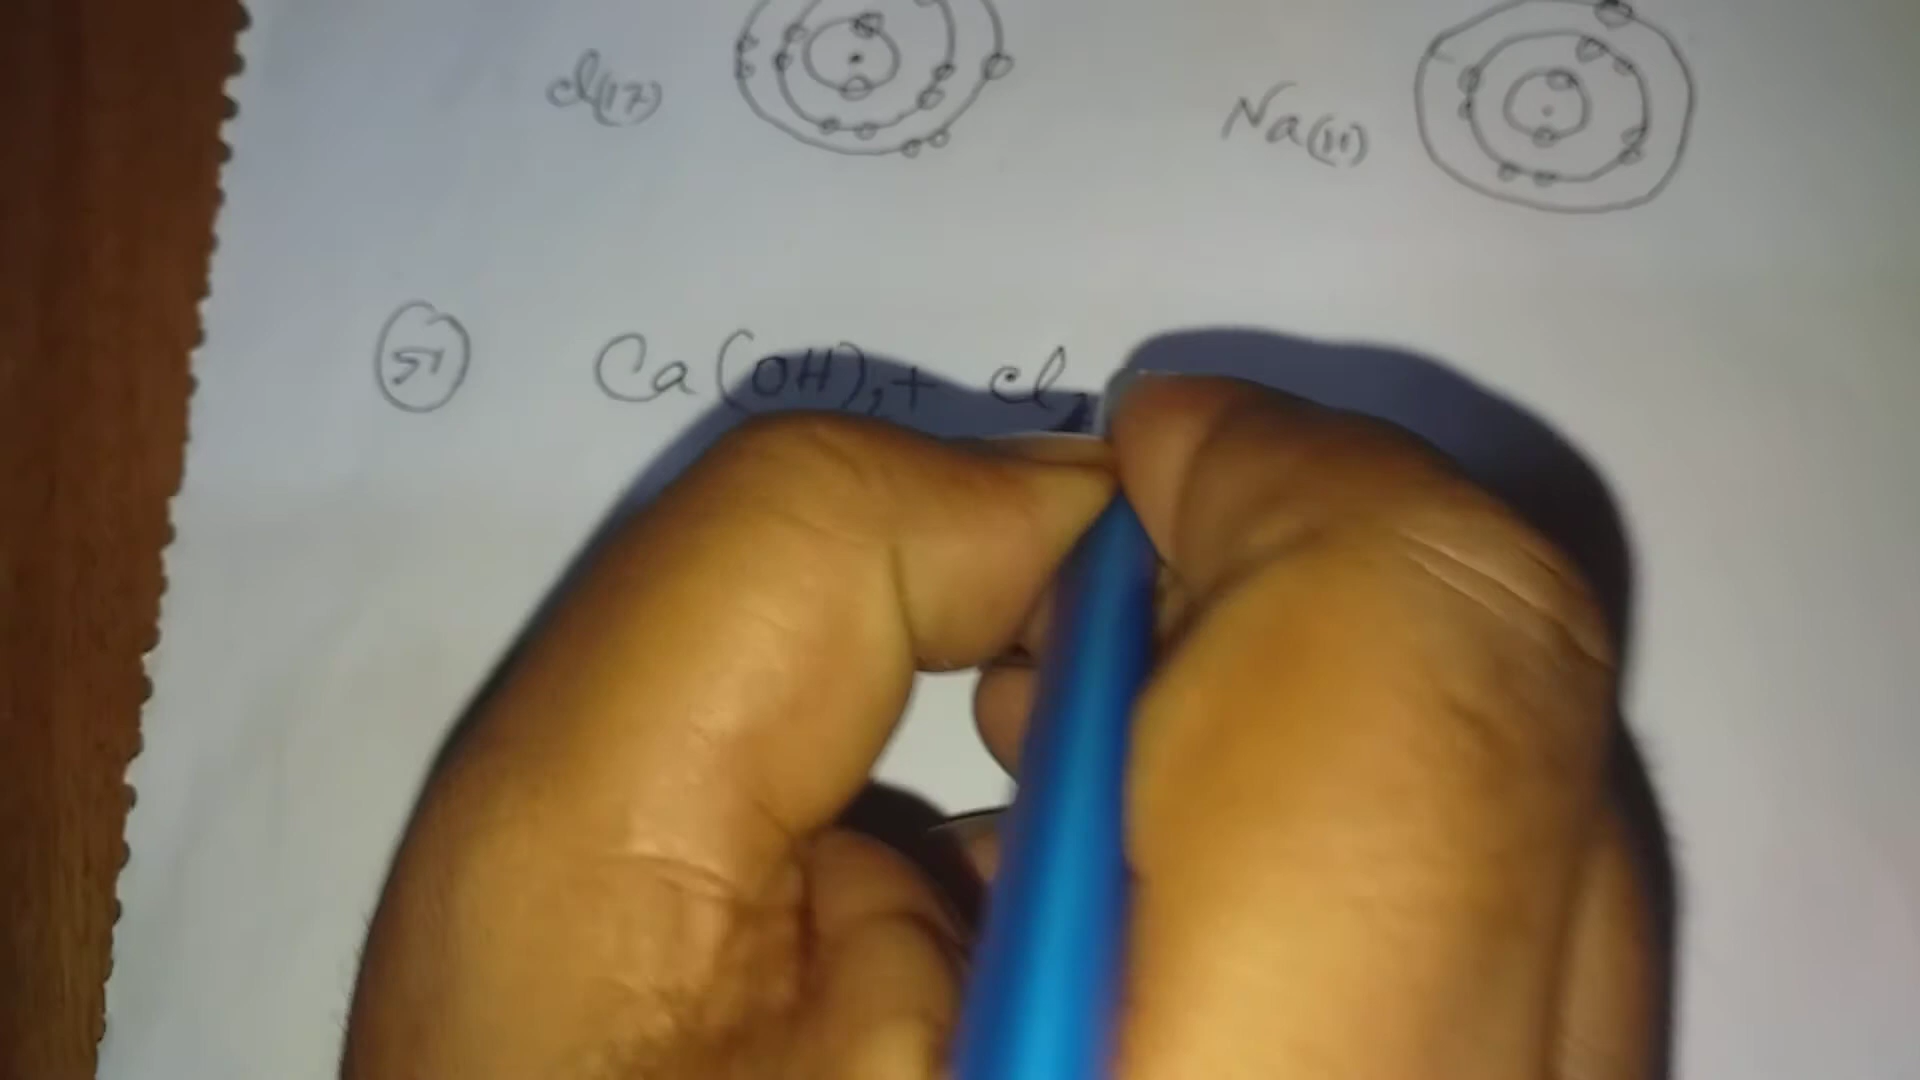 Cl(17)
Na(11)
51 Ca(OH)₂ + Cl₂